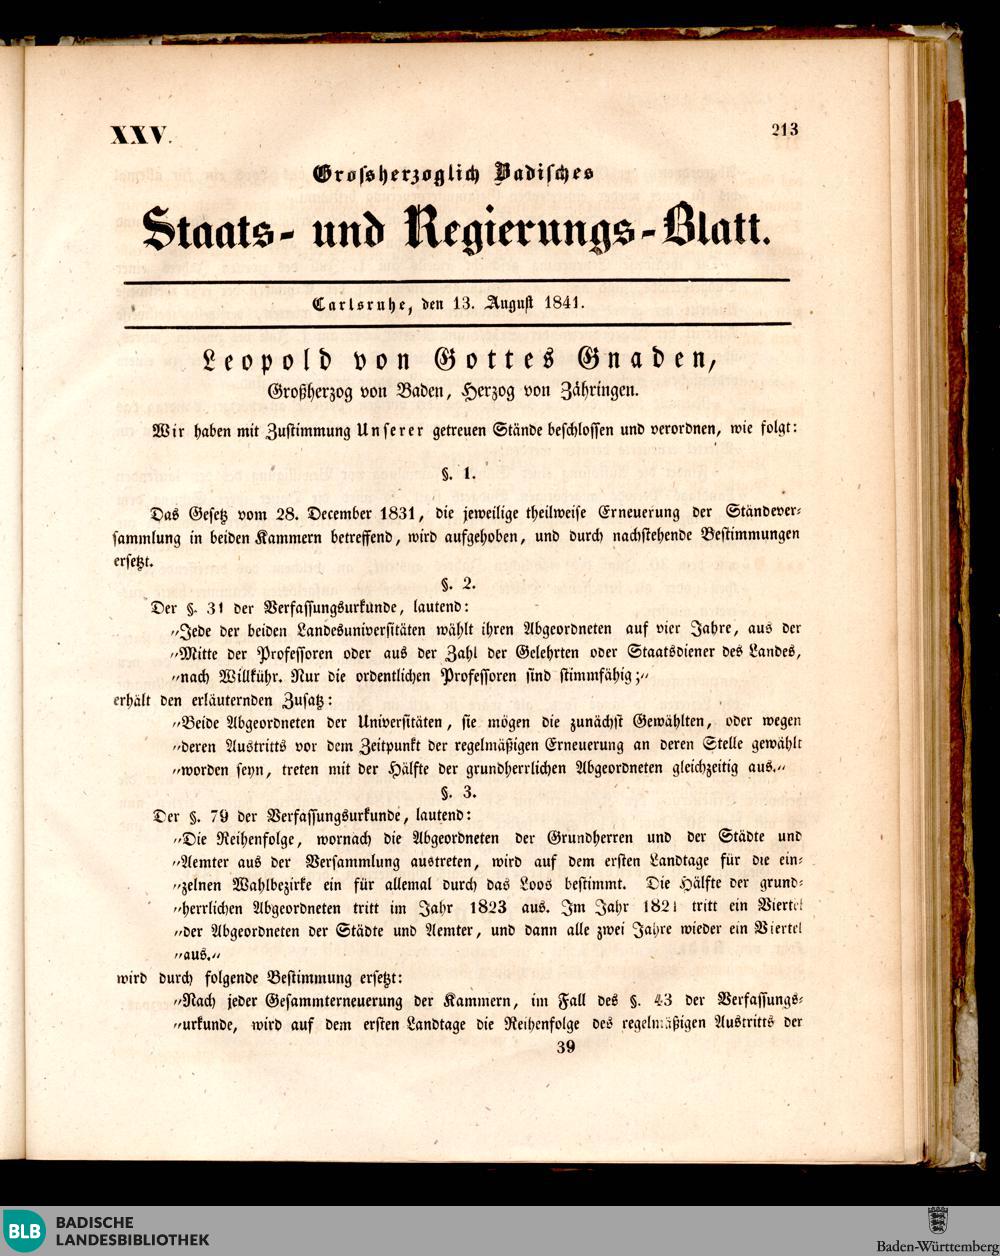 XXV.
213
Grossherzoglich Badisches
Staats- und Regierungs-Blatt.
Carlsruhe, den 13. August 1841.
Leopold von Gottes Gnaden,
Großherzog von Baden, Herzog von Zähringen.
Wir haben mit Zustimmung Unserer getreuen Stände beschlossen und verordnen, wie folgt:
§. 1.
Das Gesetz vom 28. December 1831, die jeweilige theilweise Erneuerung der Ständever-
sammlung in beiden Kammern betreffend, wird aufgehoben, und durch nachstehende Bestimmungen
ersetzt.
§. 2.
Der §. 31 der Verfassungsurkunde, lautend:
"Jede der beiden Landesuniversitäten wählt ihren Abgeordneten auf vier Jahre, aus der
"Mitte der Professoren oder aus der Zahl der Gelehrten oder Staatsdiener des Landes,
"nach Willkühr. Nur die ordentlichen Professoren sind stimmfähig;"
erhält den erläuternden Zusatz:
"Beide Abgeordneten der Universitäten, sie mögen die zunächst Gewählten, oder wegen
"deren Austritts vor dem Zeitpunkt der regelmäßigen Erneuerung an deren Stelle gewählt
"worden seyn, treten mit der Hälfte der grundherrlichen Abgeordneten gleichzeitig aus."
§. 3.
Der §. 79 der Verfassungsurkunde, lautend:
"Die Reihenfolge, wornach die Abgeordneten der Grundherren und der Städte und
"Aemter aus der Versammlung austreten, wird auf dem ersten Landtage für die ein-
"zelnen Wahlbezirke ein für allemal durch das Loos bestimmt. Die Hälfte der grund-
"herrlichen Abgeordneten tritt im Jahr 1823 aus. Im Jahr 1821 tritt ein Viertel
"der Abgeordneten der Städte und Aemter, und dann alle zwei Jahre wieder ein Viertel
"aus."
wird durch folgende Bestimmung ersetzt:
"Nach jeder Gesammterneuerung der Kammern, im Fall des §. 43 der Verfassungs-
"urkunde, wird auf dem ersten Landtage die Reihenfolge des regelmäßigen Austritts der
39
BLB
BADISCHE
LANDESBIBLIOTHEK
Baden-Württemberg